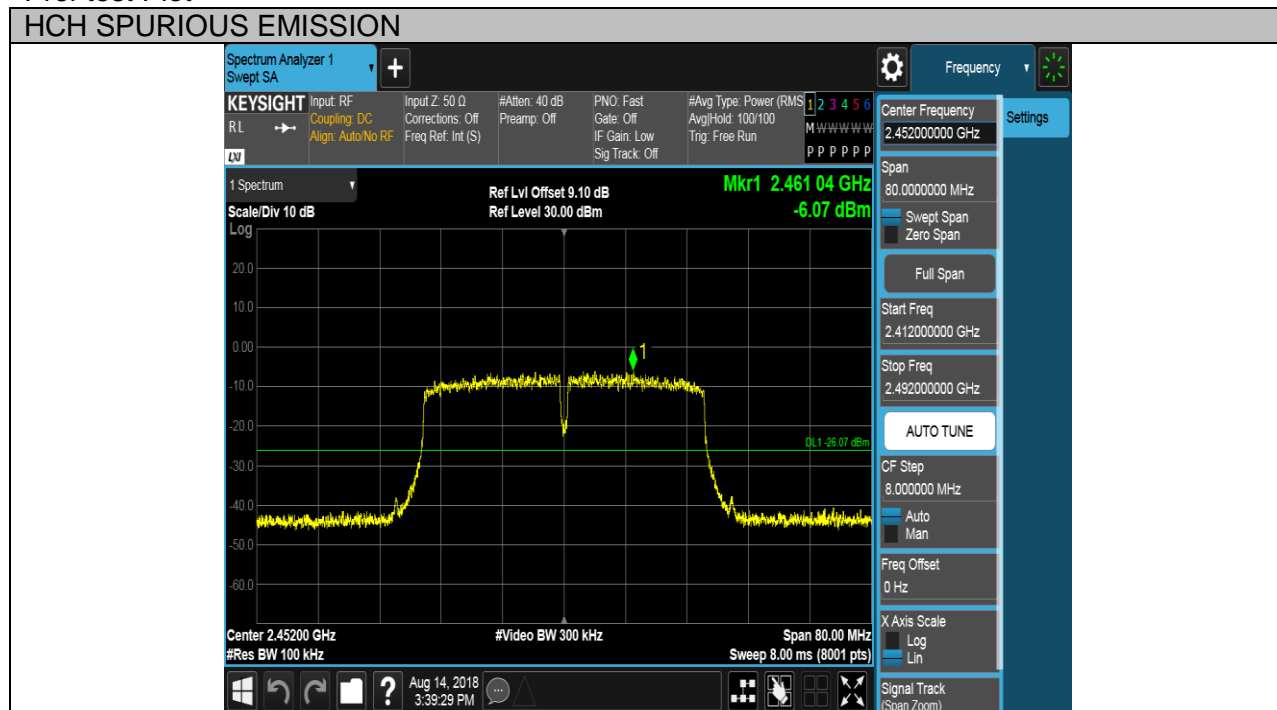 HCH SPURIOUS EMISSION
Spectrum Analyzer 1
Swept SA
+
Frequency
KEYSIGHT
RL
LXI
Input: RF
Coupling: DC
Align: Auto/No RF
Input Z: 50 Ω
Corrections: Off
Freq Ref: Int (S)
#Atten: 40 dB
Preamp: Off
PNO: Fast
Gate: Off
IF Gain: Low
Sig Track: Off
#Avg Type: Power (RMS
Avg|Hold: 100/100
Trig: Free Run
1 2 3 4 5 6
M W W W W W
P P P P P P
1 Spectrum
Scale/Div 10 dB
Log
Ref Lvl Offset 9.10 dB
Ref Level 30.00 dBm
Mkr1 2.461 04 GHz
-6.07 dBm
20.0
10.0
0.00
-10.0
-20.0
-30.0
-40.0
-50.0
-60.0
1
DL1 -26.07 dBm
Center 2.45200 GHz
#Res BW 100 kHz
#Video BW 300 kHz
Span 80.00 MHz
Sweep 8.00 ms (8001 pts)
?
Aug 14, 2018
3:39:29 PM
Center Frequency
2.452000000 GHz
Settings
Span
80.0000000 MHz
Swept Span
Zero Span
Full Span
Start Freq
2.412000000 GHz
Stop Freq
2.492000000 GHz
AUTO TUNE
CF Step
8.000000 MHz
Auto
Man
Freq Offset
0 Hz
X Axis Scale
Log
Lin
Signal Track
(Span Zoom)